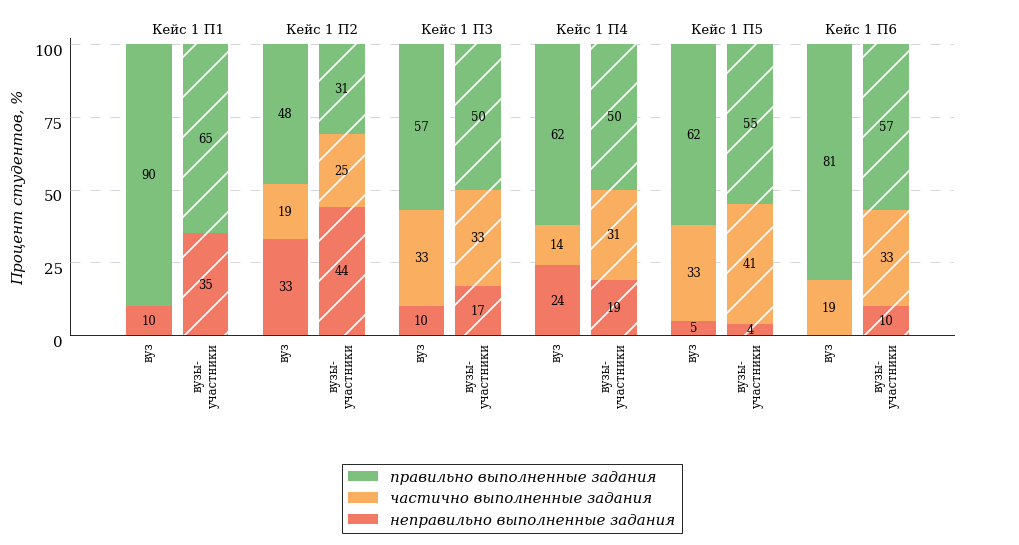 Кейс 1 П1 Кейс 1 П2 Кейс 1 П3 Кейс 1 П4 Кейс 1 П5 Кейс 1 П6
Процент студентов, %
100
75
50
25
0
90
10
65
35
48
19
33
31
25
44
57
33
10
50
33
17
62
14
24
50
31
19
62
33
5
55
41
4
81
19
57
33
10
вуз
вузы-
участники
вуз
вузы-
участники
вуз
вузы-
участники
вуз
вузы-
участники
вуз
вузы-
участники
вуз
вузы-
участники
правильно выполненные задания
частично выполненные задания
неправильно выполненные задания